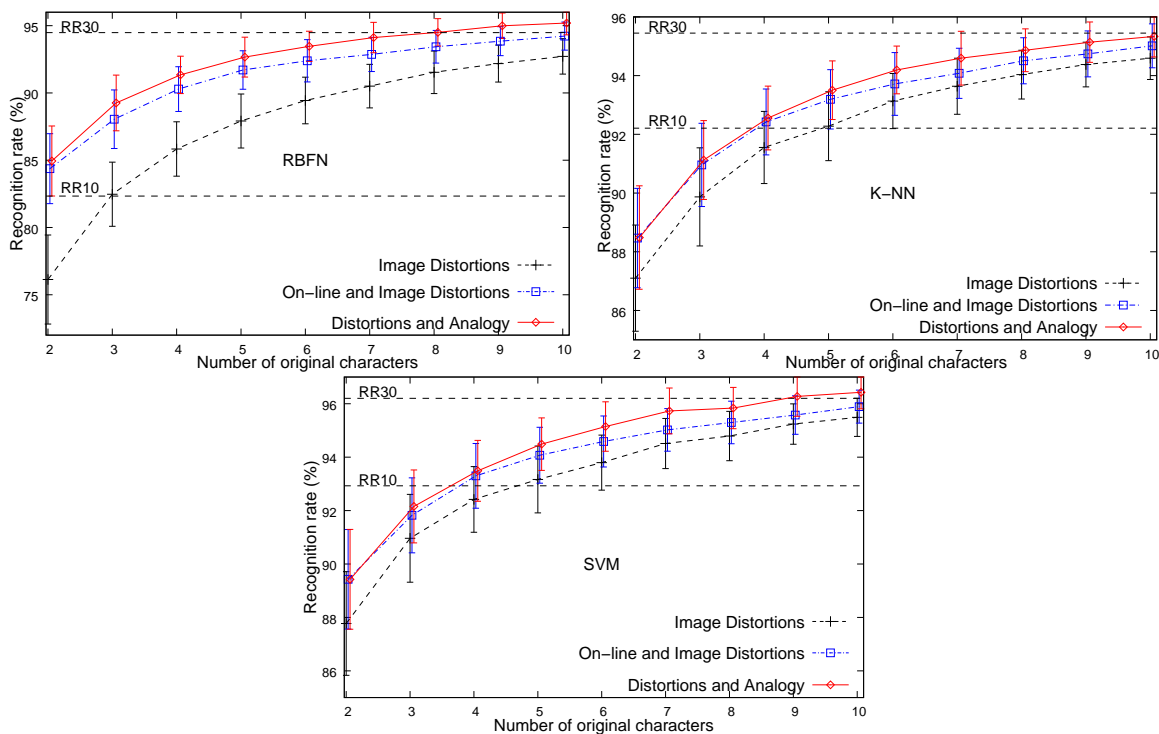 Recognition rate (%)
95
90
85
80
75
RR30
RR10
RBFN
Image Distortions
On-line and Image Distortions
Distortions and Analogy
2 3 4 5 6 7 8 9 10
Number of original characters
Recognition rate (%)
96
94
92
90
88
86
RR30
RR10
K-NN
Image Distortions
On-line and Image Distortions
Distortions and Analogy
2 3 4 5 6 7 8 9 10
Number of original characters
Recognition rate (%)
96
94
92
90
88
86
RR30
RR10
SVM
Image Distortions
On-line and Image Distortions
Distortions and Analogy
2 3 4 5 6 7 8 9 10
Number of original characters